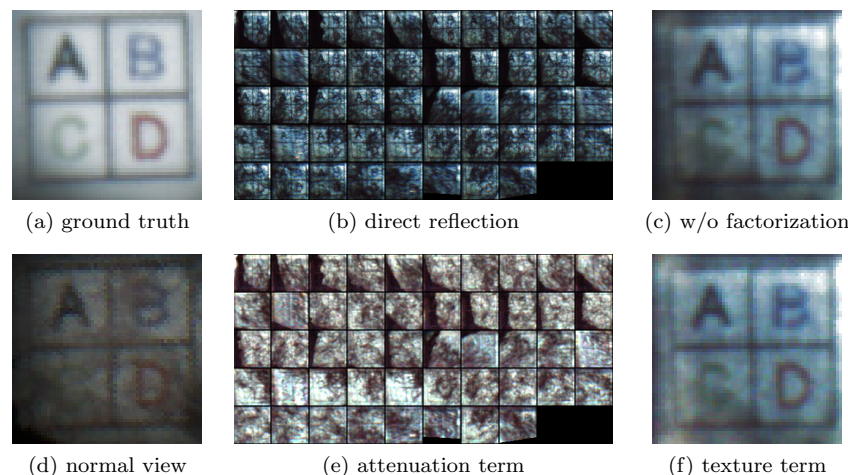 A B
C D
(a) ground truth
(b) direct reflection
A B
C D
(c) w/o factorization
A B
D
(d) normal view
(e) attenuation term
A B
C D
(f) texture term